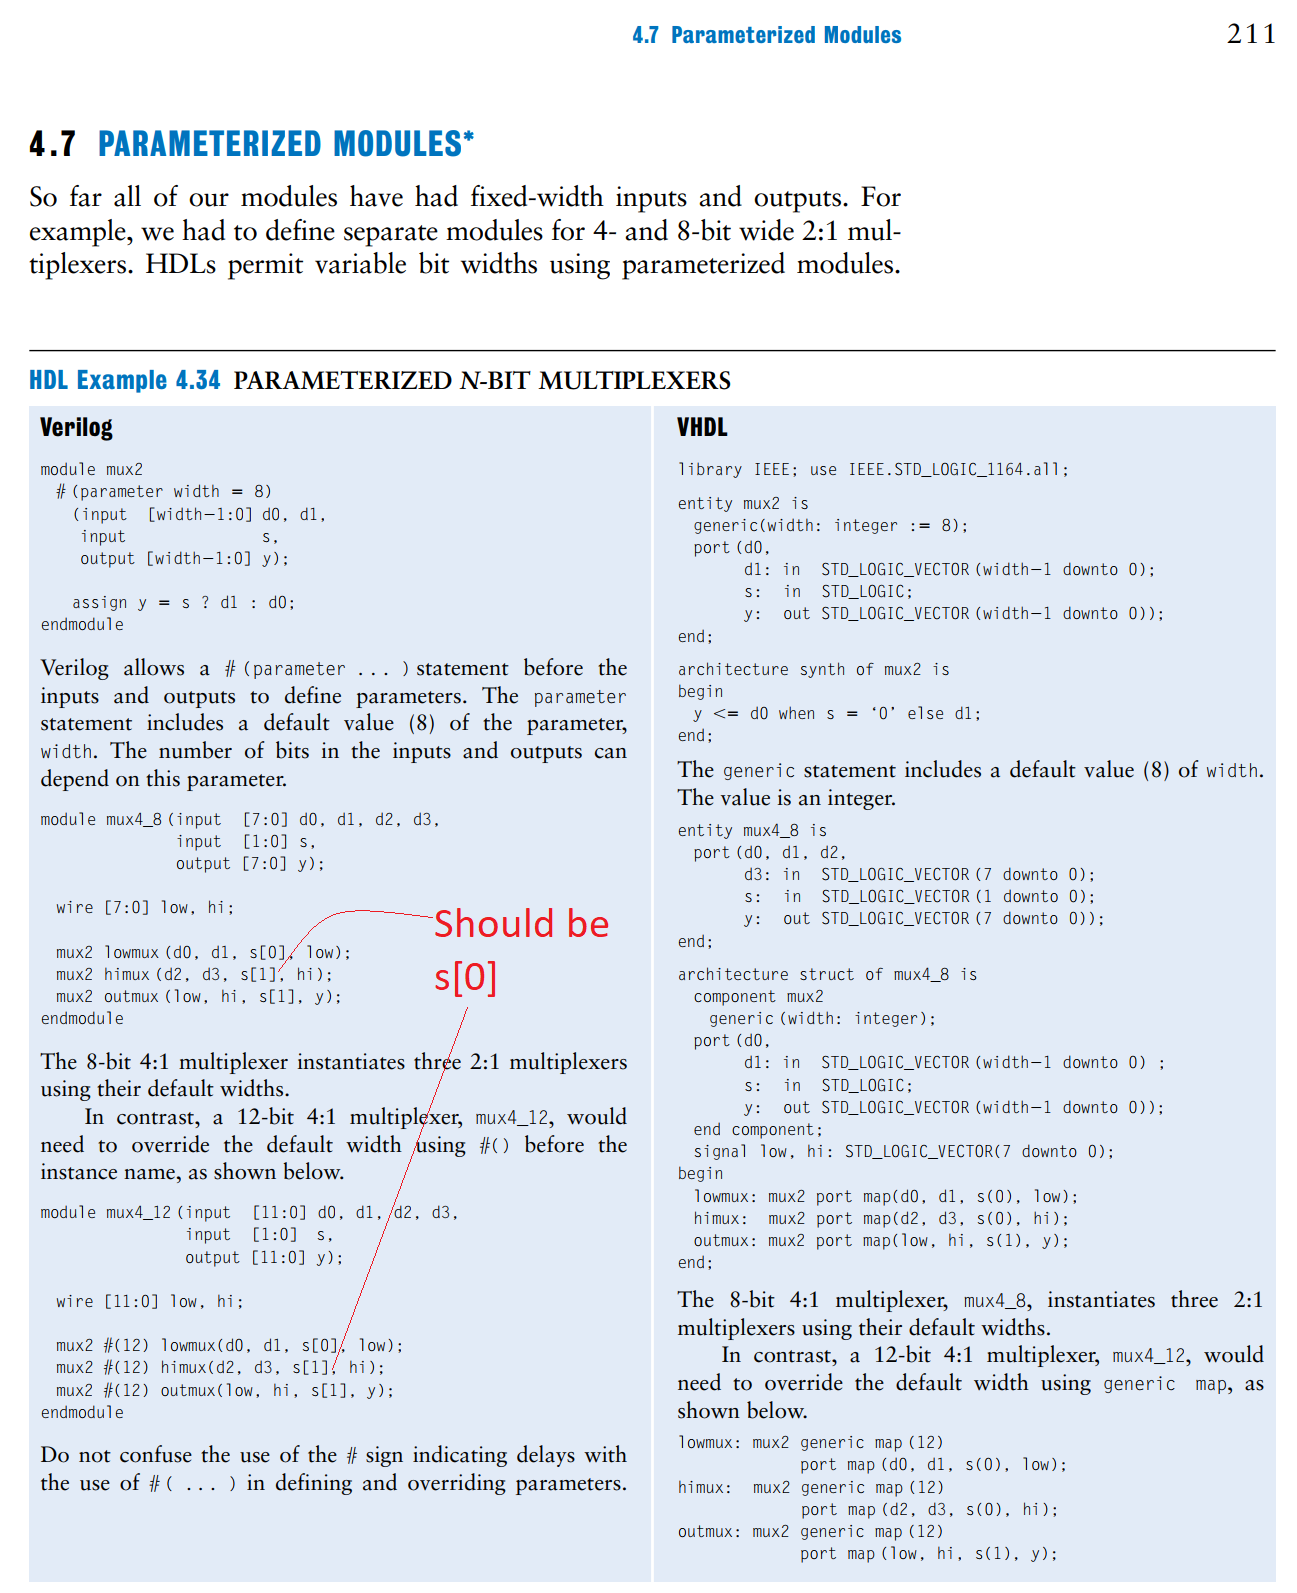 4.7 Parameterized Modules 211
4.7 PARAMETERIZED MODULES*
So far all of our modules have had fixed-width inputs and outputs. For
example, we had to define separate modules for 4- and 8-bit wide 2:1 mul-
tiplexers. HDLs permit variable bit widths using parameterized modules.
HDL Example 4.34 PARAMETERIZED N-BIT MULTIPLEXERS
Verilog
module mux2
#(parameter width = 8)
(input [width−1:0] d0, d1,
input s,
output [width−1:0] y);
assign y = s ? d1 : d0;
endmodule
Verilog allows a #(parameter ... ) statement before the
inputs and outputs to define parameters. The parameter
statement includes a default value (8) of the parameter,
width. The number of bits in the inputs and outputs can
depend on this parameter.
module mux4_8 (input [7:0] d0, d1, d2, d3,
input [1:0] s,
output [7:0] y);
wire [7:0] low, hi;
mux2 lowmux (d0, d1, s[0], low);
mux2 himux (d2, d3, s[1], hi);
mux2 outmux (low, hi, s[1], y);
endmodule
Should be
s[0]
The 8-bit 4:1 multiplexer instantiates three 2:1 multiplexers
using their default widths.
In contrast, a 12-bit 4:1 multiplexer, mux4_12, would
need to override the default width using #() before the
instance name, as shown below.
module mux4_12 (input [11:0] d0, d1, d2, d3,
input [1:0] s,
output [11:0] y);
wire [11:0] low, hi;
mux2 #(12) lowmux(d0, d1, s[0], low);
mux2 #(12) himux(d2, d3, s[1], hi);
mux2 #(12) outmux(low, hi, s[1], y);
endmodule
Do not confuse the use of the # sign indicating delays with
the use of #( ... ) in defining and overriding parameters.
VHDL
library IEEE; use IEEE.STD_LOGIC_1164.all;
entity mux2 is
generic(width: integer := 8);
port (d0,
d1: in STD_LOGIC_VECTOR (width−1 downto 0);
s: in STD_LOGIC;
y: out STD_LOGIC_VECTOR (width−1 downto 0));
end;
architecture synth of mux2 is
begin
y <= d0 when s = ‘0’ else d1;
end;
The generic statement includes a default value (8) of width.
The value is an integer.
entity mux4_8 is
port (d0, d1, d2,
d3: in STD_LOGIC_VECTOR (7 downto 0);
s: in STD_LOGIC_VECTOR (1 downto 0);
y: out STD_LOGIC_VECTOR (7 downto 0));
end;
architecture struct of mux4_8 is
component mux2
generic (width: integer);
port (d0,
d1: in STD_LOGIC_VECTOR (width−1 downto 0) ;
s: in STD_LOGIC;
y: out STD_LOGIC_VECTOR (width−1 downto 0));
end component;
signal low, hi: STD_LOGIC_VECTOR(7 downto 0);
begin
lowmux: mux2 port map(d0, d1, s(0), low);
himux: mux2 port map(d2, d3, s(0), hi);
outmux: mux2 port map(low, hi, s(1), y);
end;
The 8-bit 4:1 multiplexer, mux4_8, instantiates three 2:1
multiplexers using their default widths.
In contrast, a 12-bit 4:1 multiplexer, mux4_12, would
need to override the default width using generic map, as
shown below.
lowmux: mux2 generic map (12)
port map (d0, d1, s(0), low);
himux: mux2 generic map (12)
port map (d2, d3, s(0), hi);
outmux: mux2 generic map (12)
port map (low, hi, s(1), y);